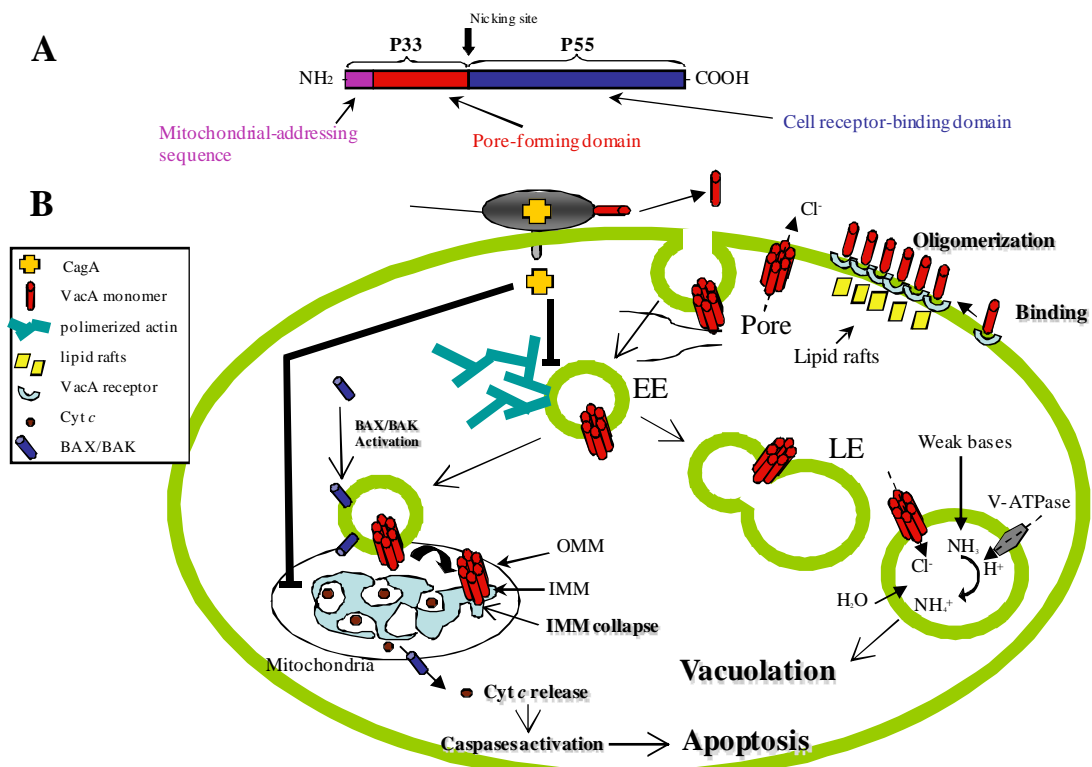 A
Nicking site
P33
P55
NH2
COOH
Mitochondrial-addressing
sequence
Pore-forming domain
Cell receptor-binding domain
B
CagA
VacA monomer
polimerized actin
lipid rafts
VacA receptor
Cyt c
BAX/BAK
Cl-
Oligomerization
Binding
Pore
Lipid rafts
EE
BAX/BAK
Activation
LE
Weak bases
V-ATPase
NH3
H+
Cl-
NH4+
H2O
OMM
IMM
IMM collapse
Mitochondria
Vacuolation
Cyt c release
Caspases activation
Apoptosis